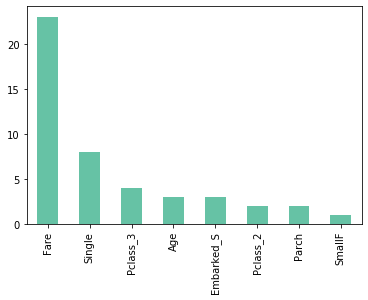 20
15
10
5
0
Fare
Single
Pclass_3
Age
Embarked_S
Pclass_2
Parch
SmallF